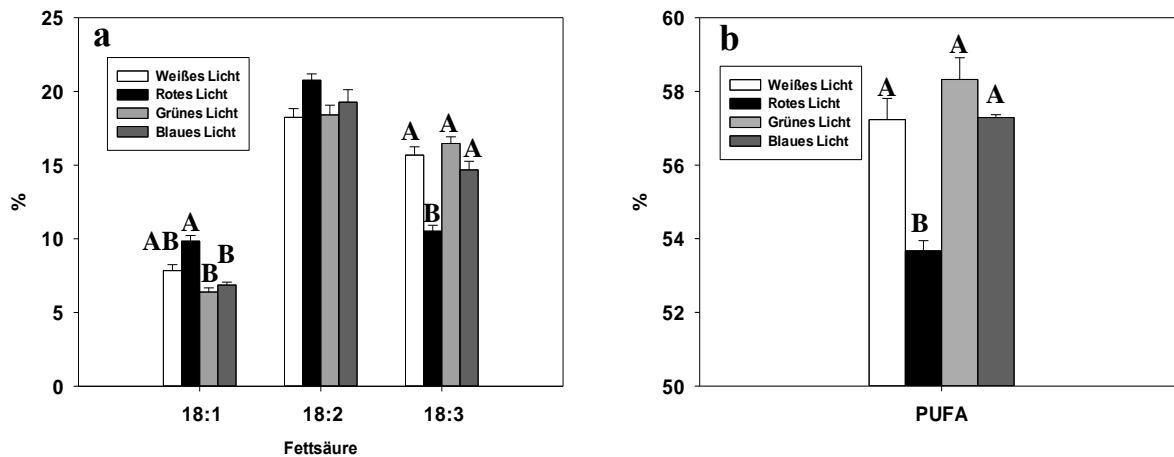 a
Weißes Licht
Rotes Licht
Grünes Licht
Blaues Licht
25
20
15
10
5
0
%
AB
A
B
B
A
B
A
A
18:1
18:2
18:3
Fettsäure
b
Weißes Licht
Rotes Licht
Grünes Licht
Blaues Licht
60
58
56
54
52
50
%
A
B
A
A
PUFA